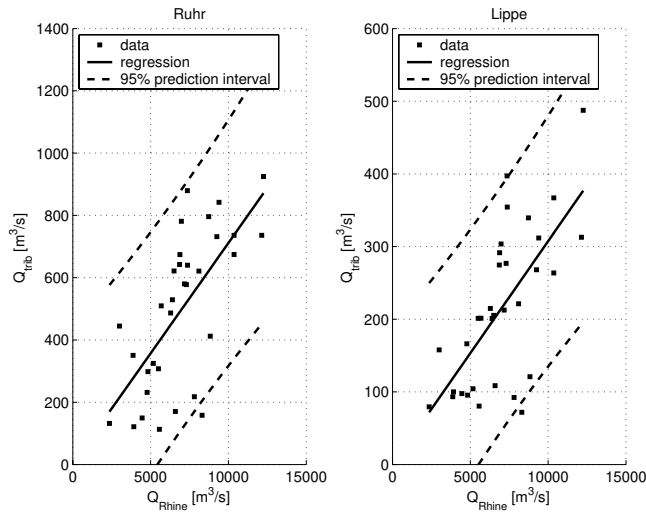 Ruhr
1400
1200
1000
800
600
400
200
0
Q_trib [m³/s]
data
regression
95% prediction interval
0 5000 10000 15000
Q_Rhine [m³/s]
Lippe
600
500
400
300
200
100
0
Q_trib [m³/s]
data
regression
95% prediction interval
0 5000 10000 15000
Q_Rhine [m³/s]